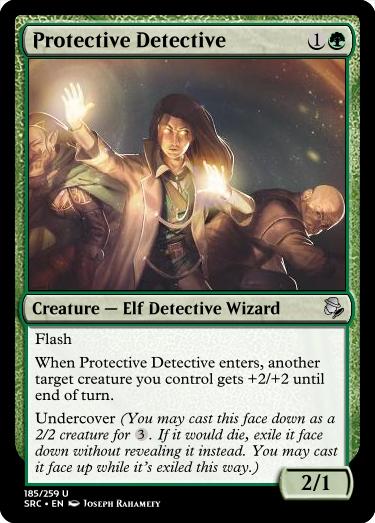 Protective Detective 1
Creature — Elf Detective Wizard
Flash
When Protective Detective enters, another
target creature you control gets +2/+2 until
end of turn.
Undercover (You may cast this face down as a
2/2 creature for 3. If it would die, exile it face
down without revealing it instead. You may cast
it face up while it's exiled this way.)
2/1
185/259 U
SRC • EN Joseph Rahamefy